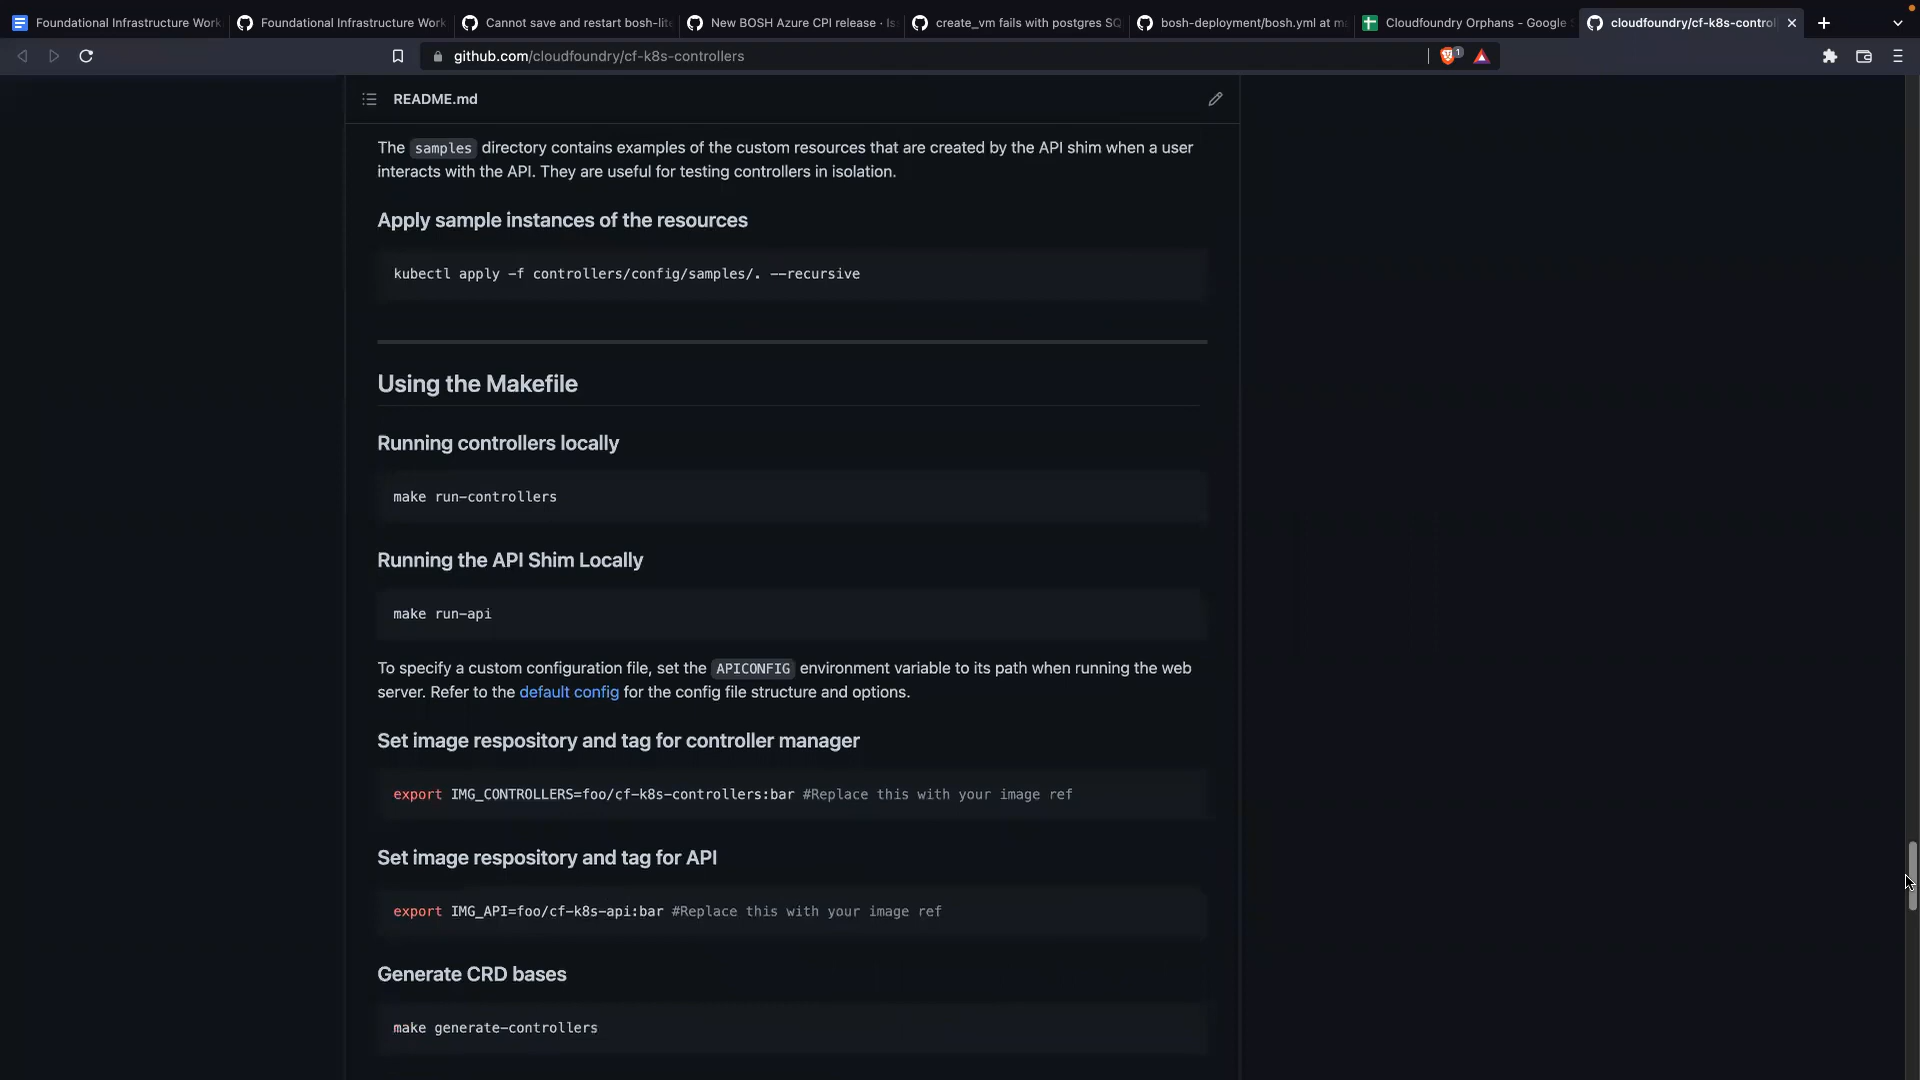 Foundational Infrastructure Work
Foundational Infrastructure Work
Cannot save and restart bosh-lite
New BOSH Azure CPI release · Is
create_vm fails with postgres SQ
bosh-deployment/bosh.yml at ma
Cloudfoundry Orphans - Google S
cloudfoundry/cf-k8s-control
github.com/cloudfoundry/cf-k8s-controllers
1
README.md
The samples directory contains examples of the custom resources that are created by the API shim when a user
interacts with the API. They are useful for testing controllers in isolation.
Apply sample instances of the resources
kubectl apply -f controllers/config/samples/. --recursive
Using the Makefile
Running controllers locally
make run-controllers
Running the API Shim Locally
make run-api
To specify a custom configuration file, set the APICONFIG environment variable to its path when running the web
server. Refer to the default config for the config file structure and options.
Set image respository and tag for controller manager
export IMG_CONTROLLERS=foo/cf-k8s-controllers:bar #Replace this with your image ref
Set image respository and tag for API
export IMG_API=foo/cf-k8s-api:bar #Replace this with your image ref
Generate CRD bases
make generate-controllers